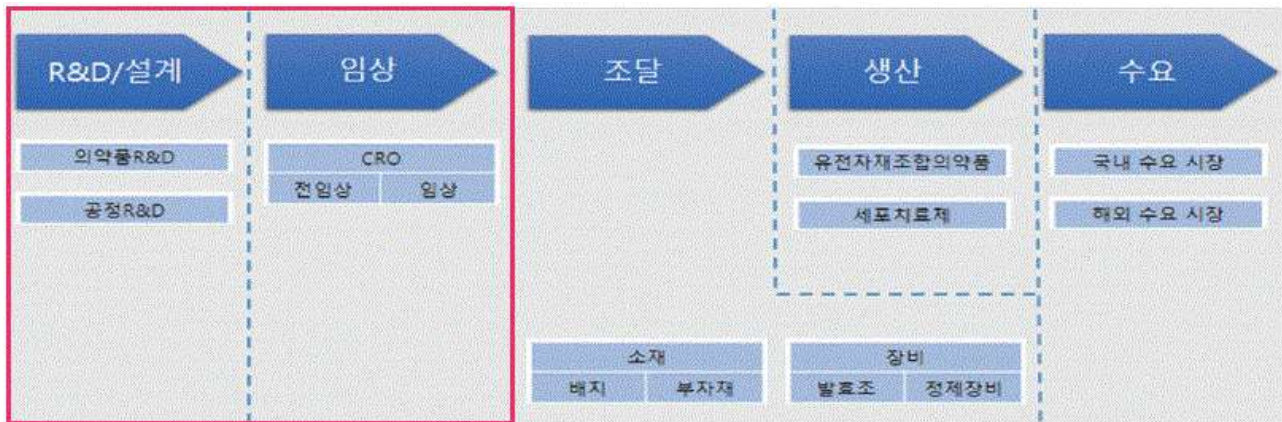 R&D/설계
임상
조달
생산
수요
의약품R&D
공정R&D
CRO
전임상
임상
유전자재조합의약품
세포치료제
국내 수요 시장
해외 수요 시장
소재
배지
부자재
장비
발효조
정제장비